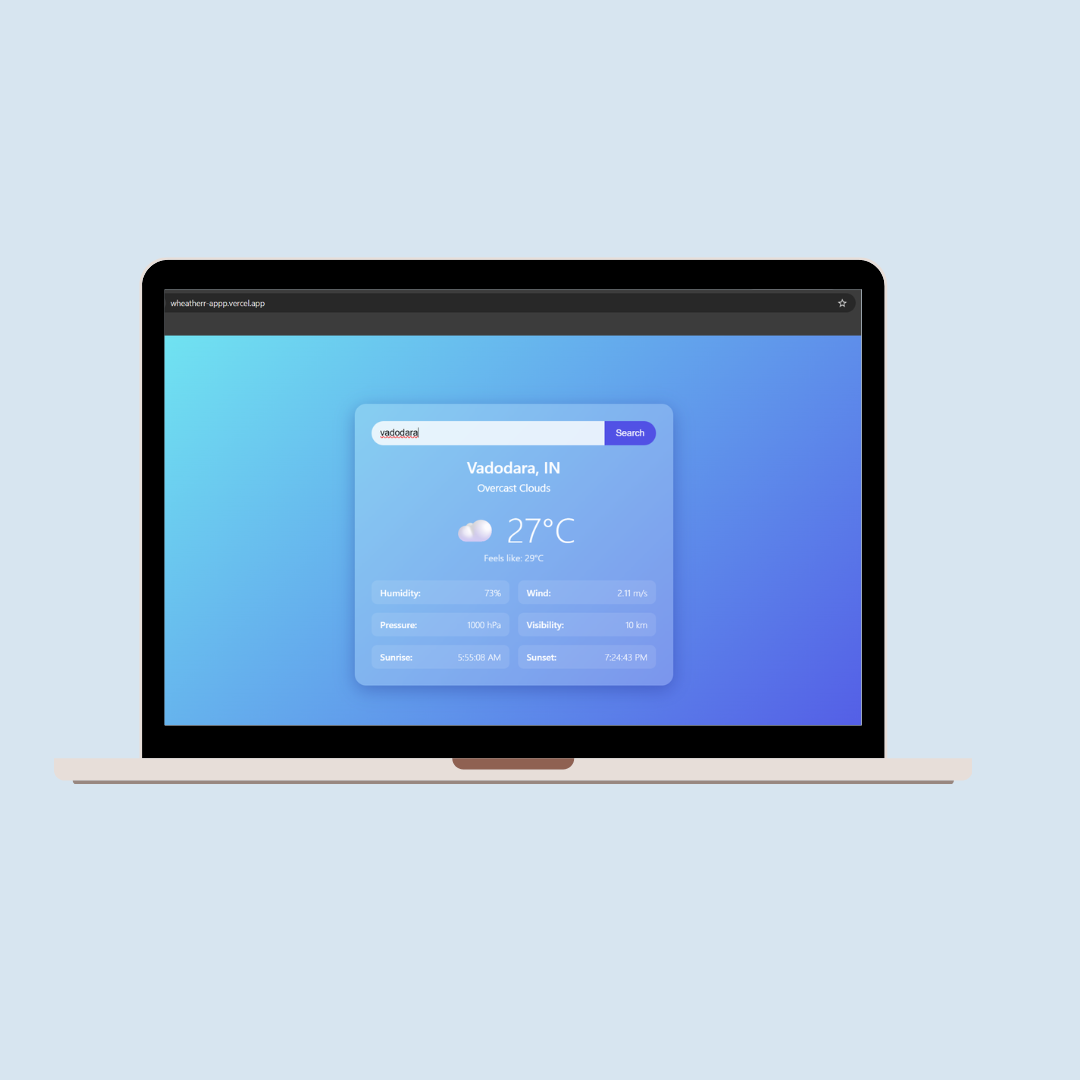 wheatherr-appp.vercel.app
vadodara Search
Vadodara, IN
Overcast Clouds
27°C
Feels like: 29°C
Humidity: 73% Wind: 2.11 m/s
Pressure: 1000 hPa Visibility: 10 km
Sunrise: 5:55:08 AM Sunset: 7:24:43 PM